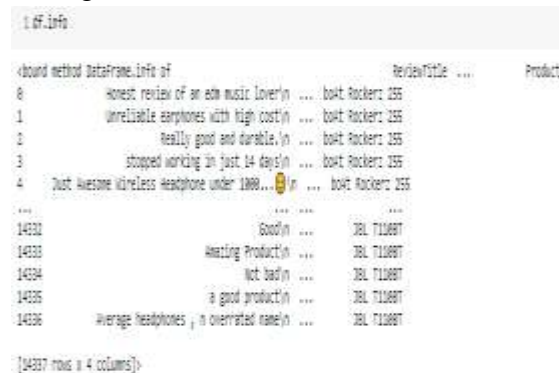 1 df.info
<bound method DataFrame.info of ReviewTitle ... Product
0 Honest review of an edm music lover\n ... boAt Rockerz 255
1 Unreliable earphones with high cost\n ... boAt Rockerz 255
2 Really good and durable.\n ... boAt Rockerz 255
3 stopped working in just 14 days\n ... boAt Rockerz 255
4 Just Awesome Wireless Headphone under 1000...\n ... boAt Rockerz 255
... ... ... ...
14332 Good\n ... JBL T110BT
14333 Amazing Product\n ... JBL T110BT
14334 Not bad\n ... JBL T110BT
14335 a good product\n ... JBL T110BT
14336 Average headphones , n overrated name\n ... JBL T110BT
[14337 rows x 4 columns]>